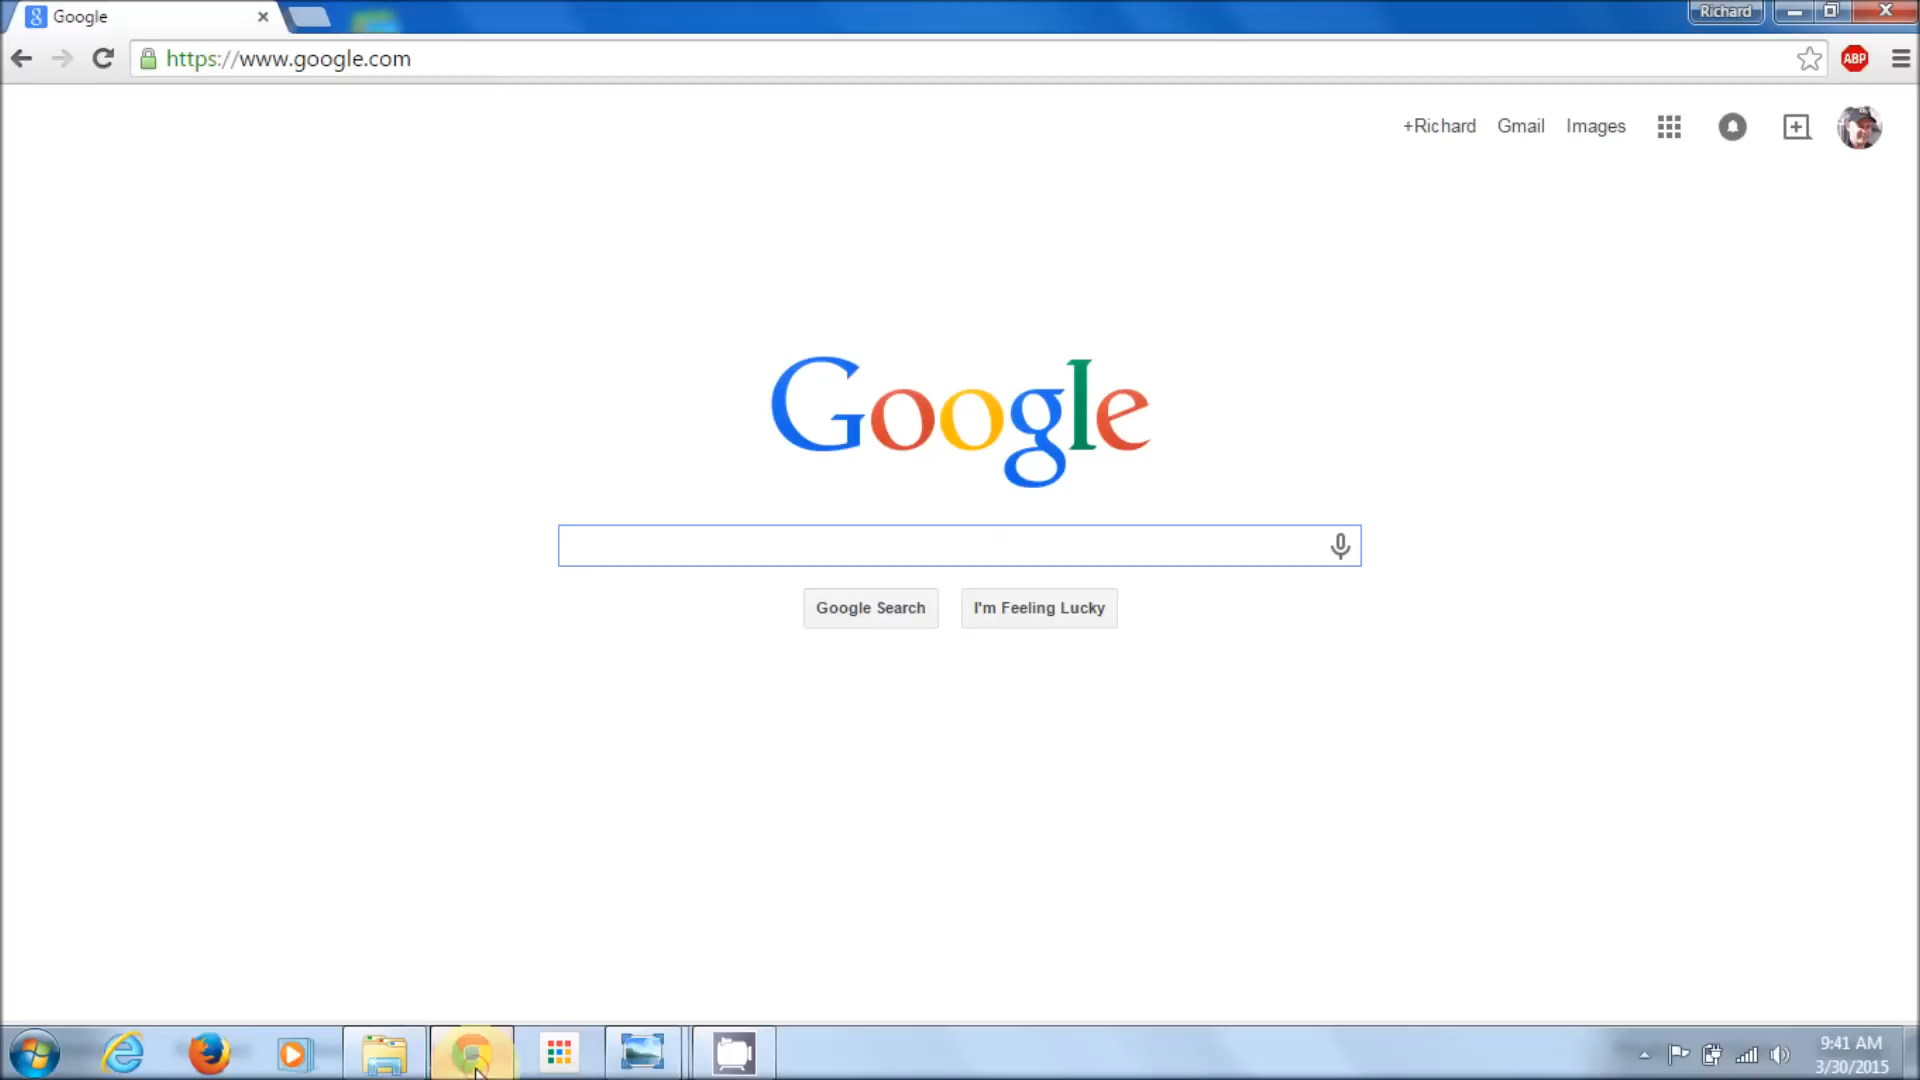 Google
Richard
https://www.google.com
ABP
+Richard Gmail Images
Google
Google Search
I'm Feeling Lucky
9:41 AM
3/30/2015